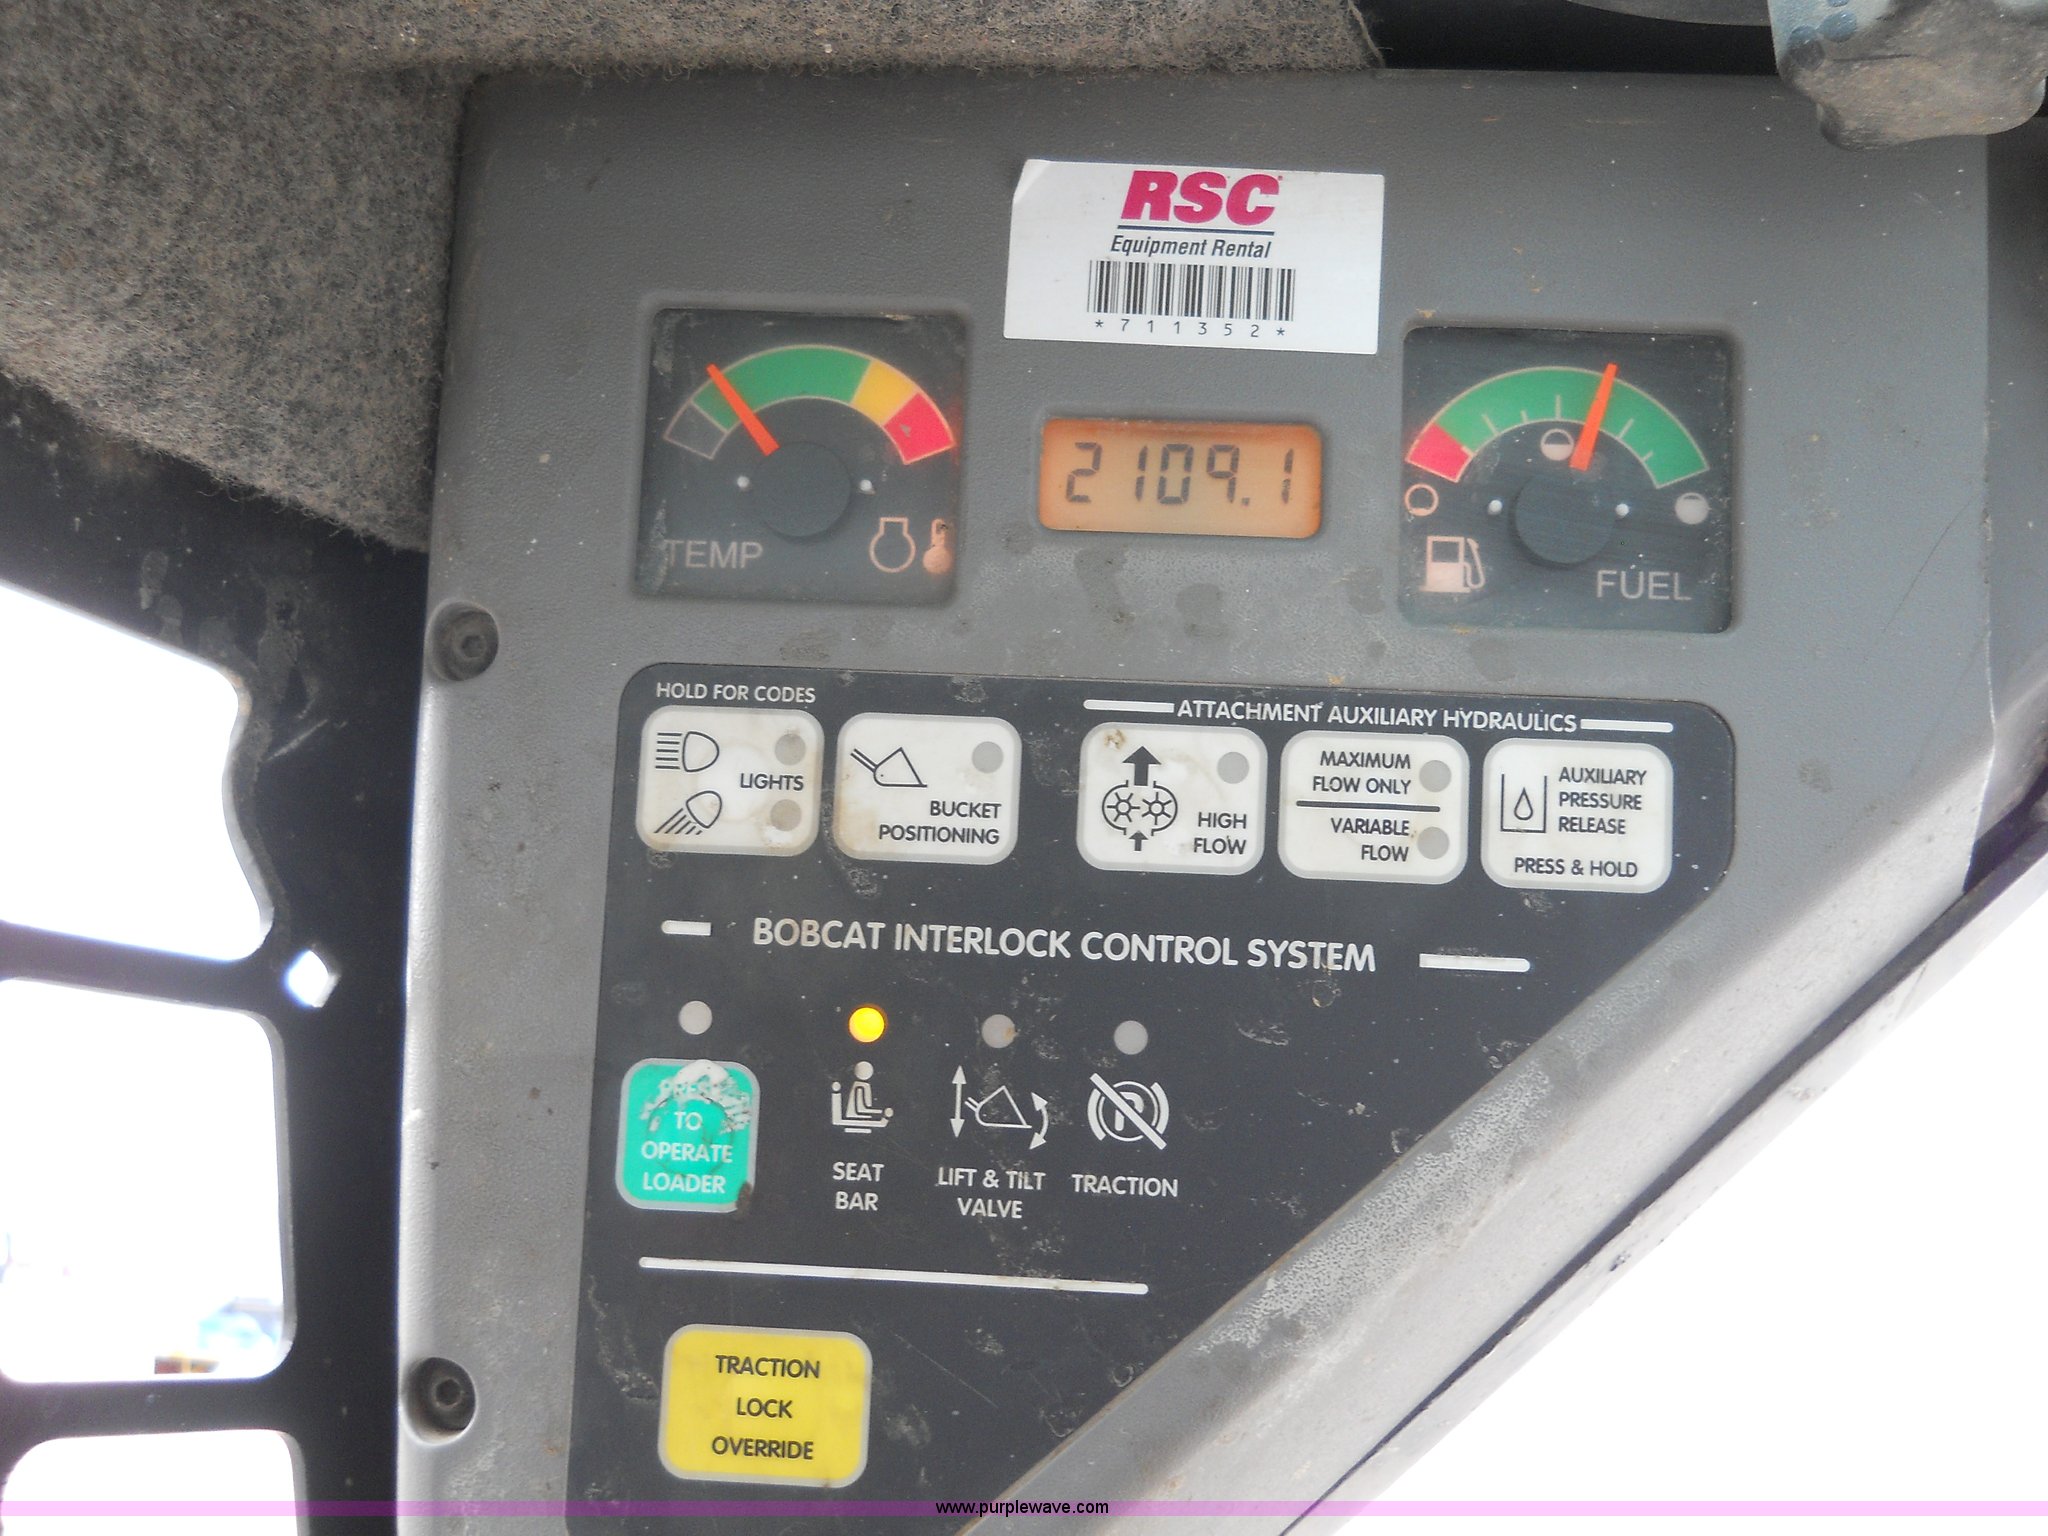 RSC
Equipment Rental
*711352*
2109.1
TEMP
FUEL
HOLD FOR CODES
LIGHTS
BUCKET
POSITIONING
ATTACHMENT AUXILIARY HYDRAULICS
HIGH
FLOW
MAXIMUM
FLOW ONLY
VARIABLE
FLOW
AUXILIARY
PRESSURE
RELEASE
PRESS & HOLD
BOBCAT INTERLOCK CONTROL SYSTEM
PRESS
TO
OPERATE
LOADER
SEAT
BAR
LIFT & TILT
VALVE
P
TRACTION
TRACTION
LOCK
OVERRIDE
www.purplewave.com